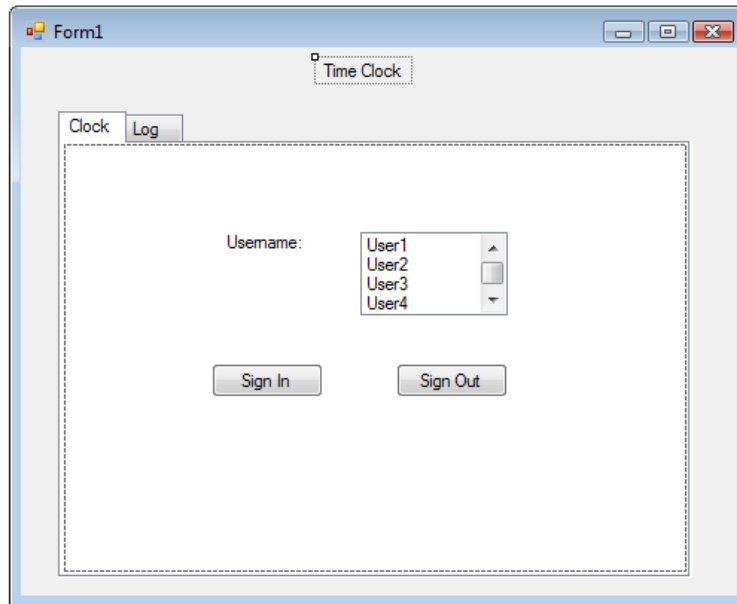 Form1
Time Clock
Clock Log
Username:
User1
User2
User3
User4
Sign In Sign Out